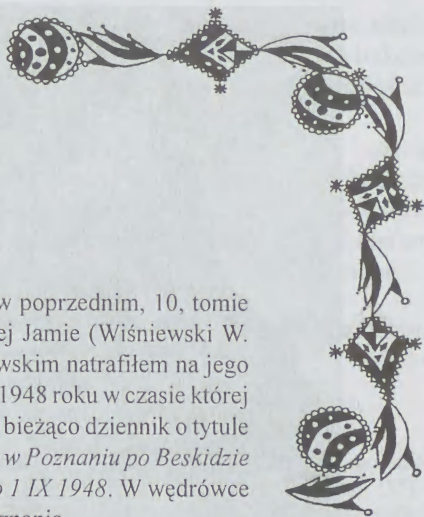 w poprzednim, 10, tomie
ej Jamie (Wiśniewski W.
wskim natrafiłem na jego
1948 roku w czasie której
bieżąco dziennik o tytule
w Poznaniu po Beskidzie
o 1 IX 1948. W wędrówce